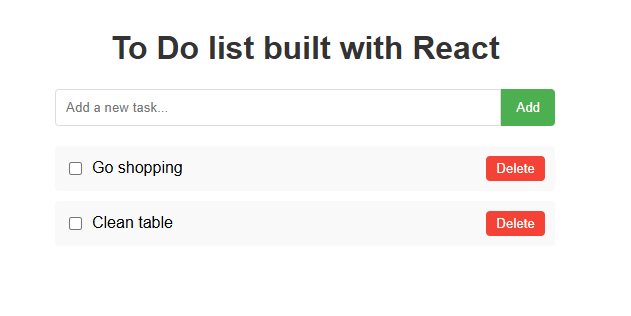 To Do list built with React
Add a new task...
Add
Go shopping
Delete
Clean table
Delete